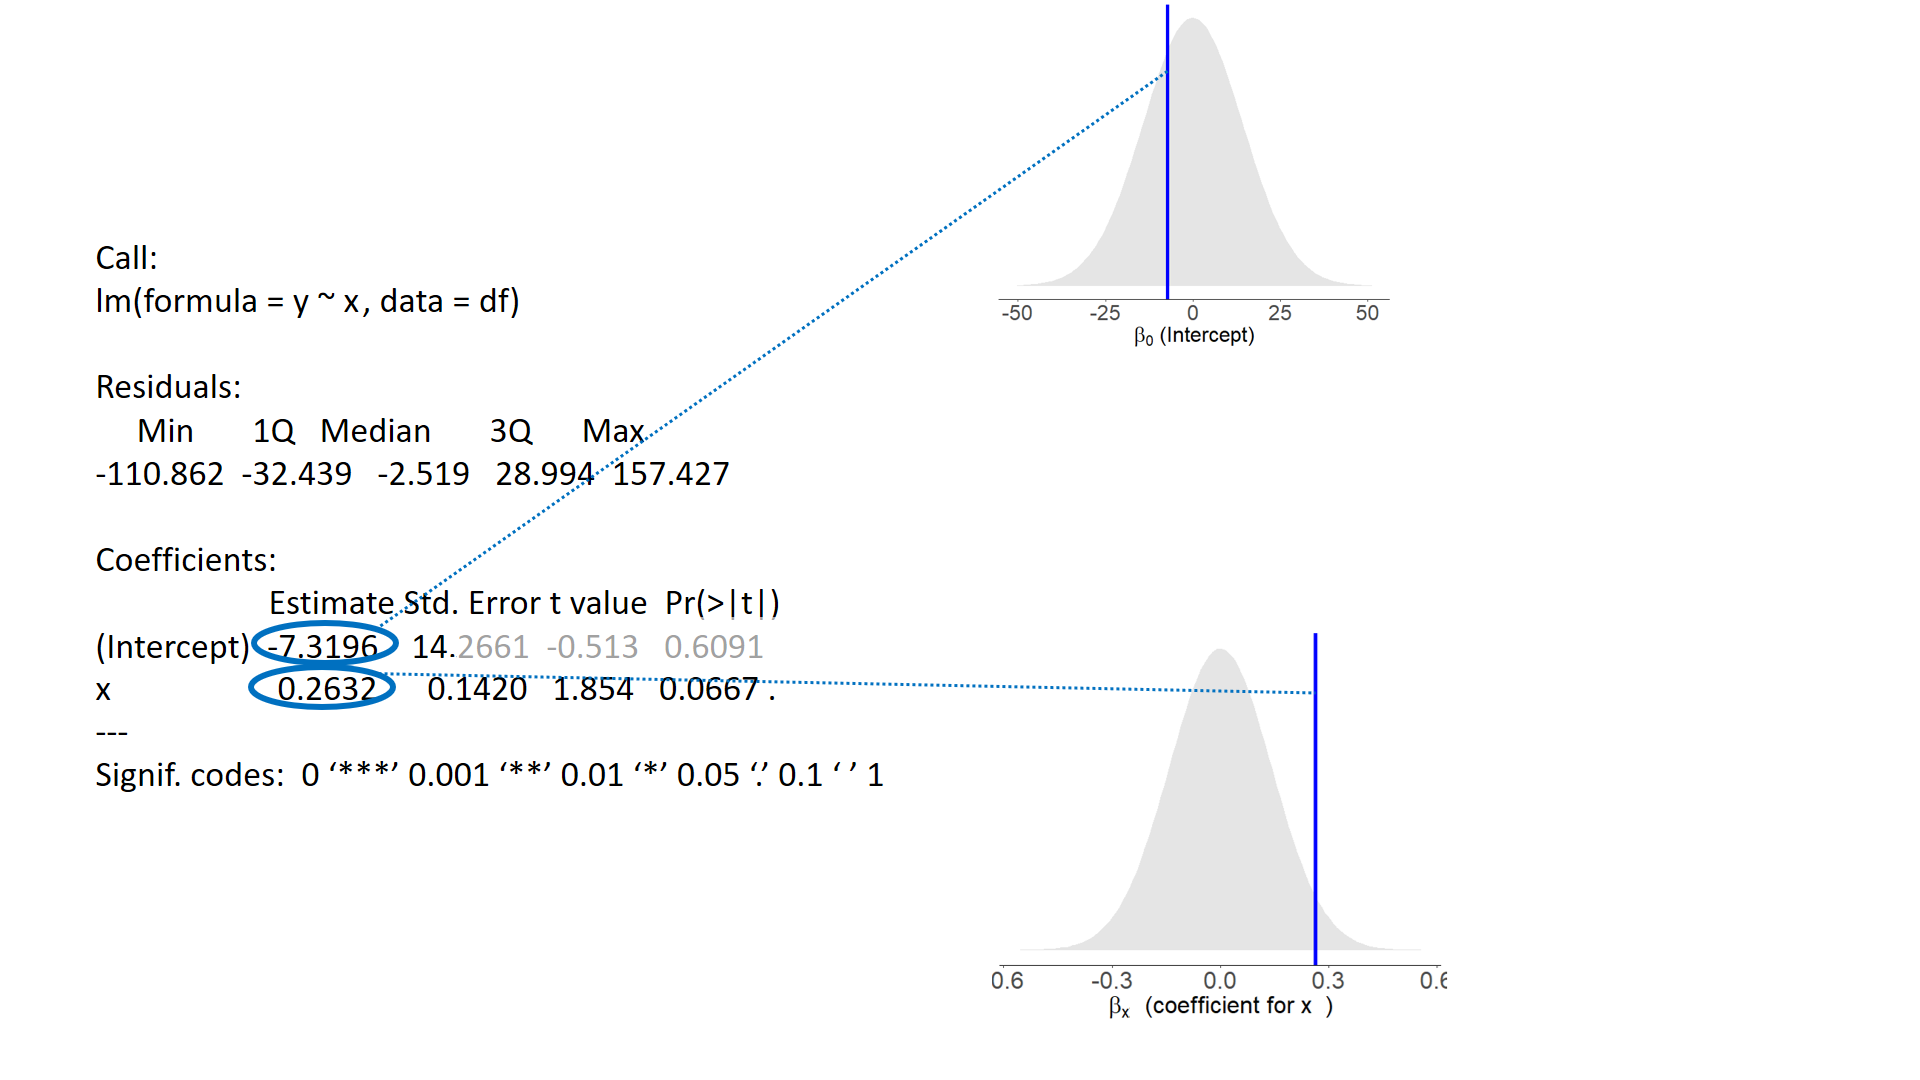 Call:
lm(formula = y ~ x, data = df)
Residuals:
Min 1Q Median 3Q Max
-110.862 -32.439 -2.519 28.994 157.427
Coefficients:
Estimate Std. Error t value Pr(>|t|)
(Intercept) -7.3196 14.2661 -0.513 0.6091
x 0.2632 0.1420 1.854 0.0667 .
---
Signif. codes: 0 ‘***’ 0.001 ‘**’ 0.01 ‘*’ 0.05 ‘.’ 0.1 ‘ ’ 1
-50 -25 0 25 50
β₀ (Intercept)
0.6 -0.3 0.0 0.3 0.6
βₓ (coefficient for x )